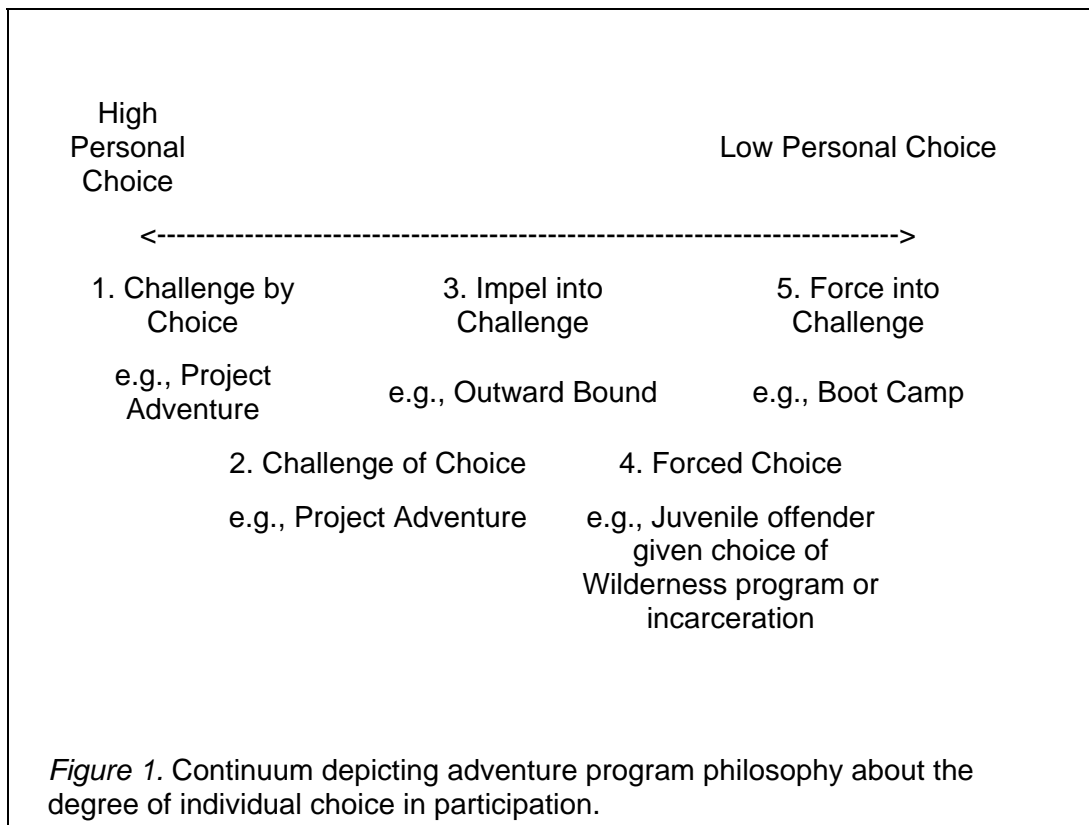 High
Personal
Choice
Low Personal Choice
<-------------------------------------------------------------------------->
1. Challenge by
Choice
3. Impel into
Challenge
5. Force into
Challenge
e.g., Project
Adventure
e.g., Outward Bound
e.g., Boot Camp
2. Challenge of Choice
4. Forced Choice
e.g., Project Adventure
e.g., Juvenile offender
given choice of
Wilderness program or
incarceration
Figure 1. Continuum depicting adventure program philosophy about the
degree of individual choice in participation.